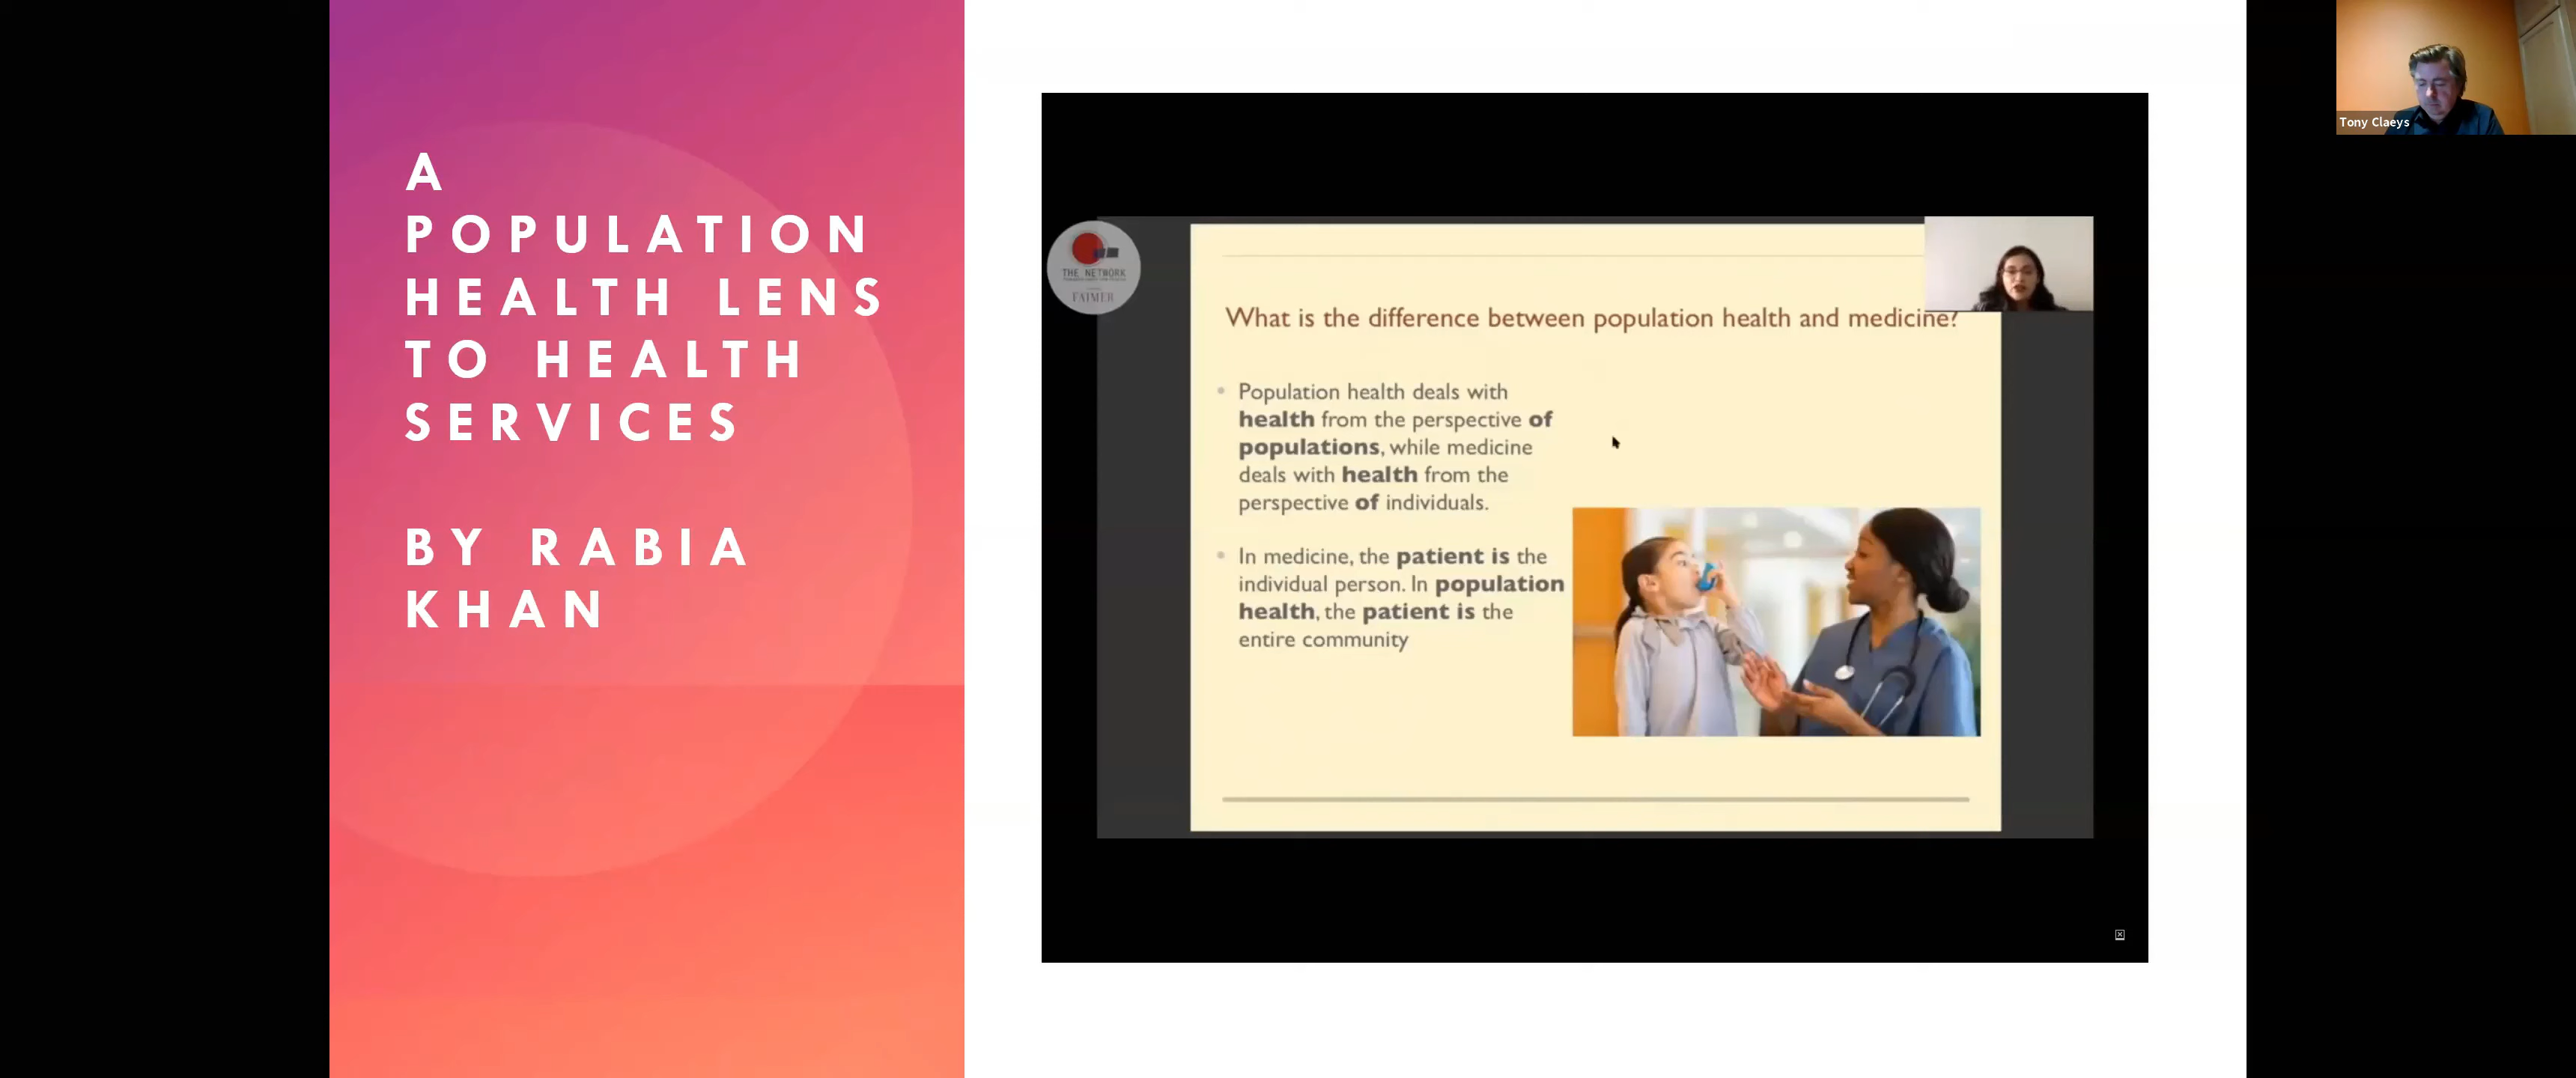 A
POPULATION
HEALTH LENS
TO HEALTH
SERVICES
BY RABIA
KHAN
THE NETWORK
FAIMER
What is the difference between population health and medicine?
• Population health deals with
health from the perspective of
populations, while medicine
deals with health from the
perspective of individuals.
• In medicine, the patient is the
individual person. In population
health, the patient is the
entire community
Tony Claeys